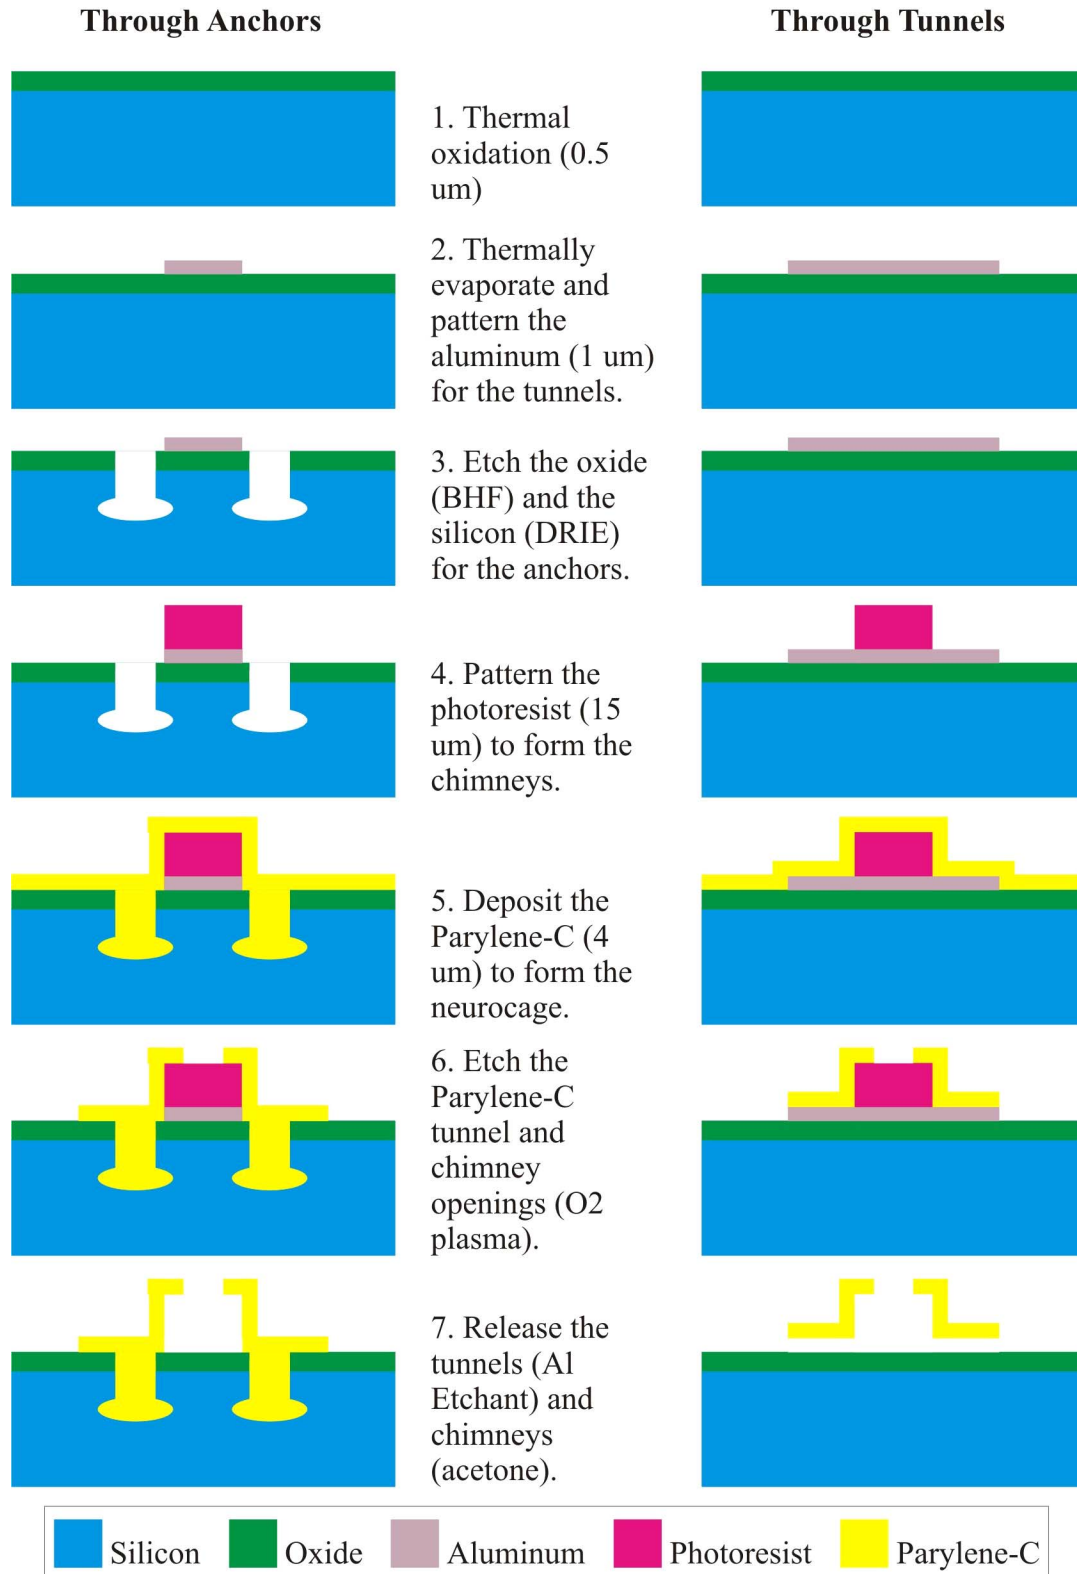 Through Anchors
Through Tunnels
1. Thermal
oxidation (0.5
um)
2. Thermally
evaporate and
pattern the
aluminum (1 um)
for the tunnels.
3. Etch the oxide
(BHF) and the
silicon (DRIE)
for the anchors.
4. Pattern the
photoresist (15
um) to form the
chimneys.
5. Deposit the
Parylene-C (4
um) to form the
neurocage.
6. Etch the
Parylene-C
tunnel and
chimney
openings (O2
plasma).
7. Release the
tunnels (Al
Etchant) and
chimneys
(acetone).
Silicon
Oxide
Aluminum
Photoresist
Parylene-C